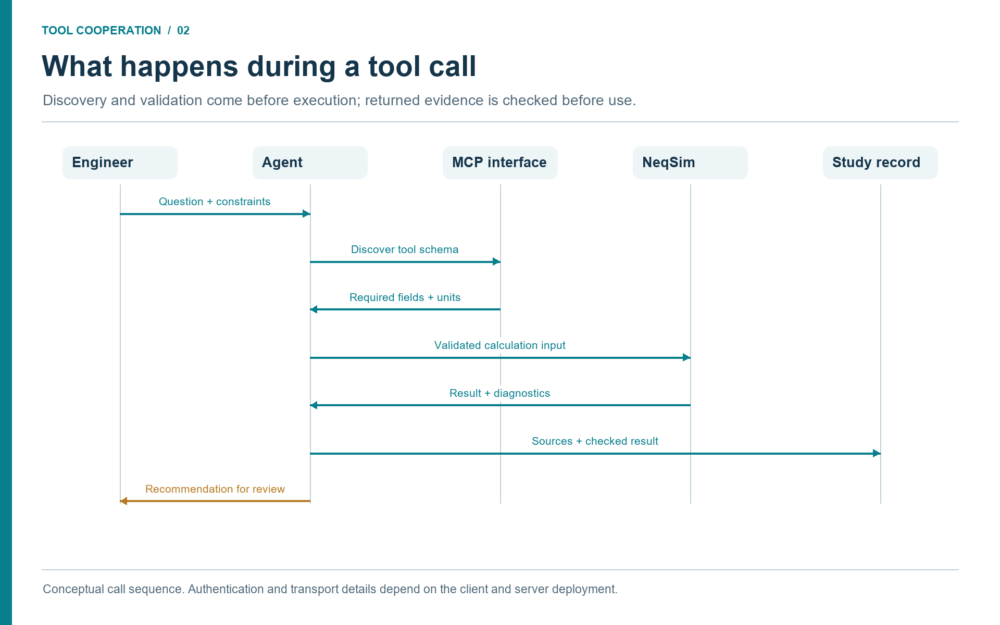 TOOL COOPERATION / 02
What happens during a tool call
Discovery and validation come before execution; returned evidence is checked before use.
Engineer
Agent
MCP interface
NeqSim
Study record
Question + constraints
Discover tool schema
Required fields + units
Validated calculation input
Result + diagnostics
Sources + checked result
Recommendation for review
Conceptual call sequence. Authentication and transport details depend on the client and server deployment.